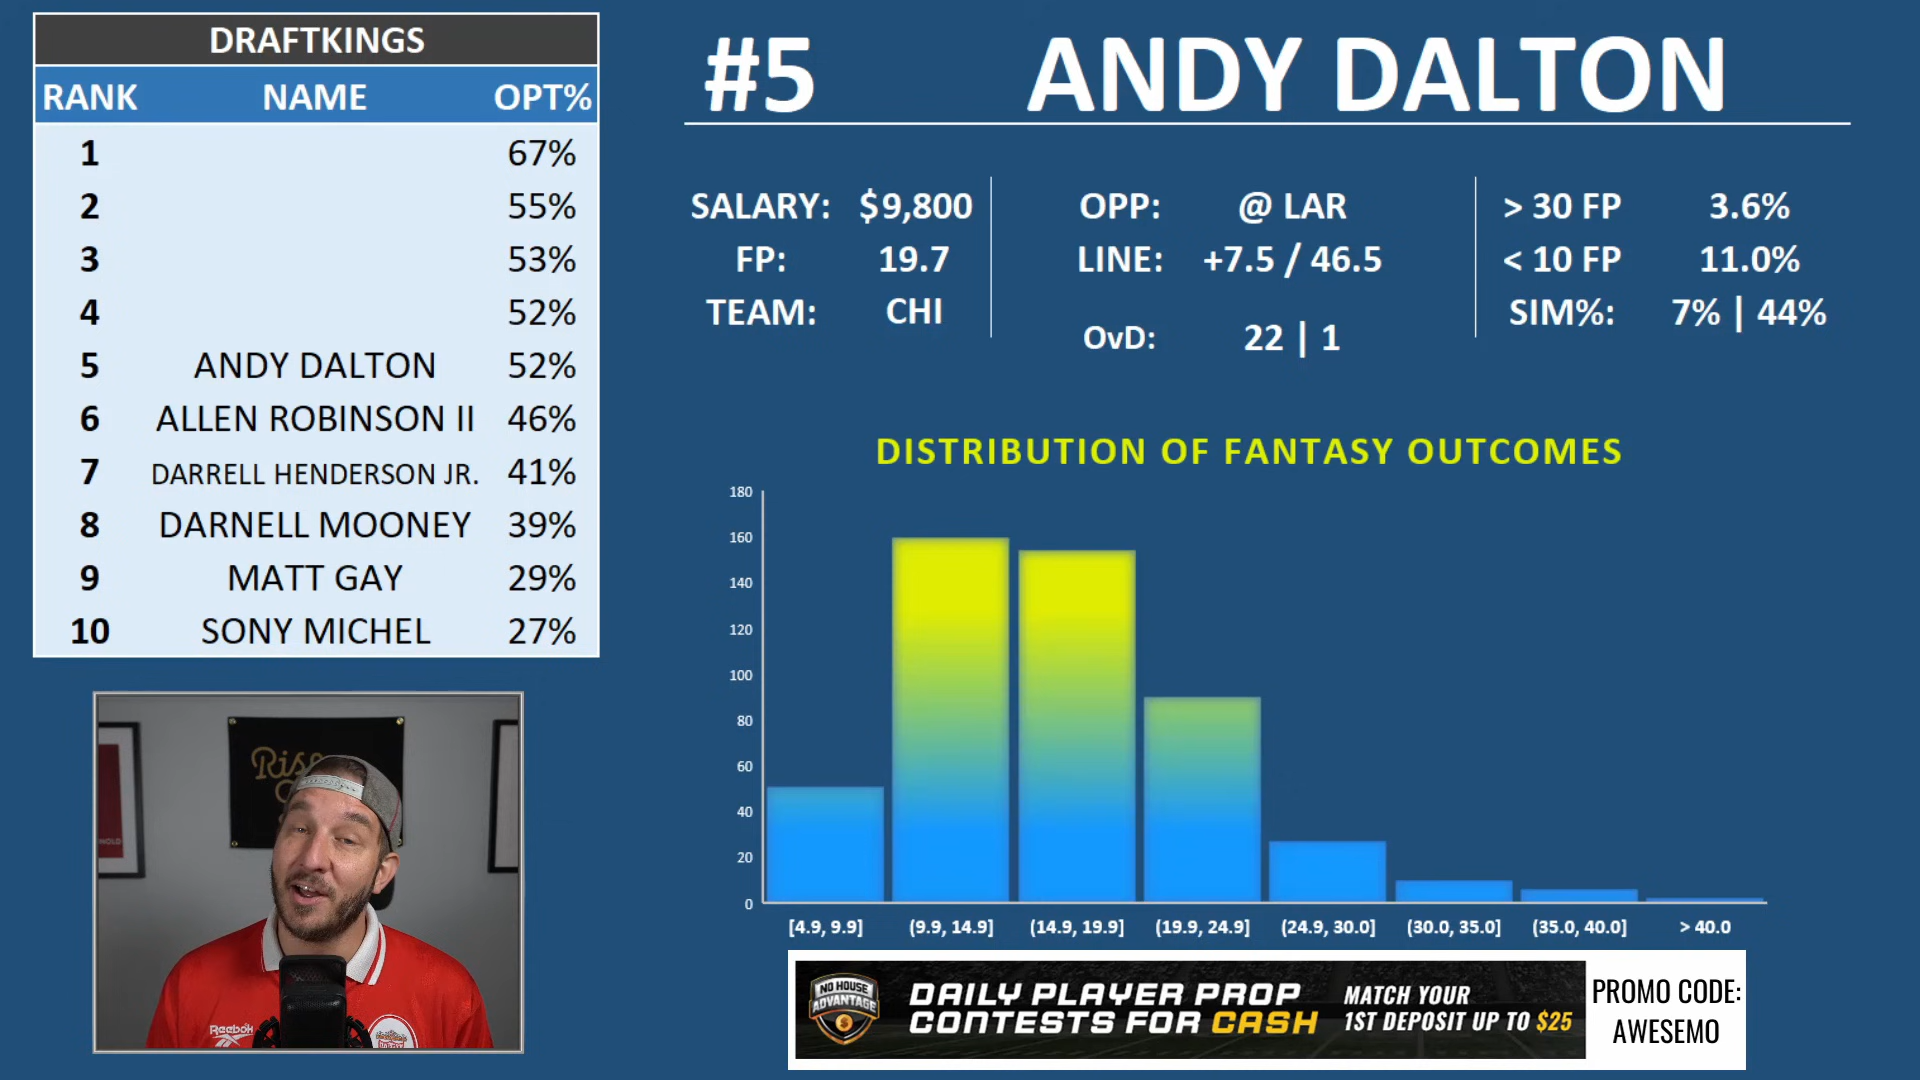 DRAFTKINGS
RANK NAME OPT%
1 67%
2 55%
3 53%
4 52%
5 ANDY DALTON 52%
6 ALLEN ROBINSON II 46%
7 DARRELL HENDERSON JR. 41%
8 DARNELL MOONEY 39%
9 MATT GAY 29%
10 SONY MICHEL 27%
#5 ANDY DALTON
SALARY: $9,800
FP: 19.7
TEAM: CHI
OPP: @ LAR
LINE: +7.5 / 46.5
OvD: 22 | 1
> 30 FP 3.6%
< 10 FP 11.0%
SIM%: 7% | 44%
DISTRIBUTION OF FANTASY OUTCOMES
180
160
140
120
100
80
60
40
20
0
[4.9, 9.9] (9.9, 14.9] (14.9, 19.9] (19.9, 24.9] (24.9, 30.0] (30.0, 35.0] (35.0, 40.0] > 40.0
Reebok
NO HOUSE
ADVANTAGE
DAILY PLAYER PROP
CONTESTS FOR CASH
MATCH YOUR
1ST DEPOSIT UP TO $25
PROMO CODE:
AWESEMO